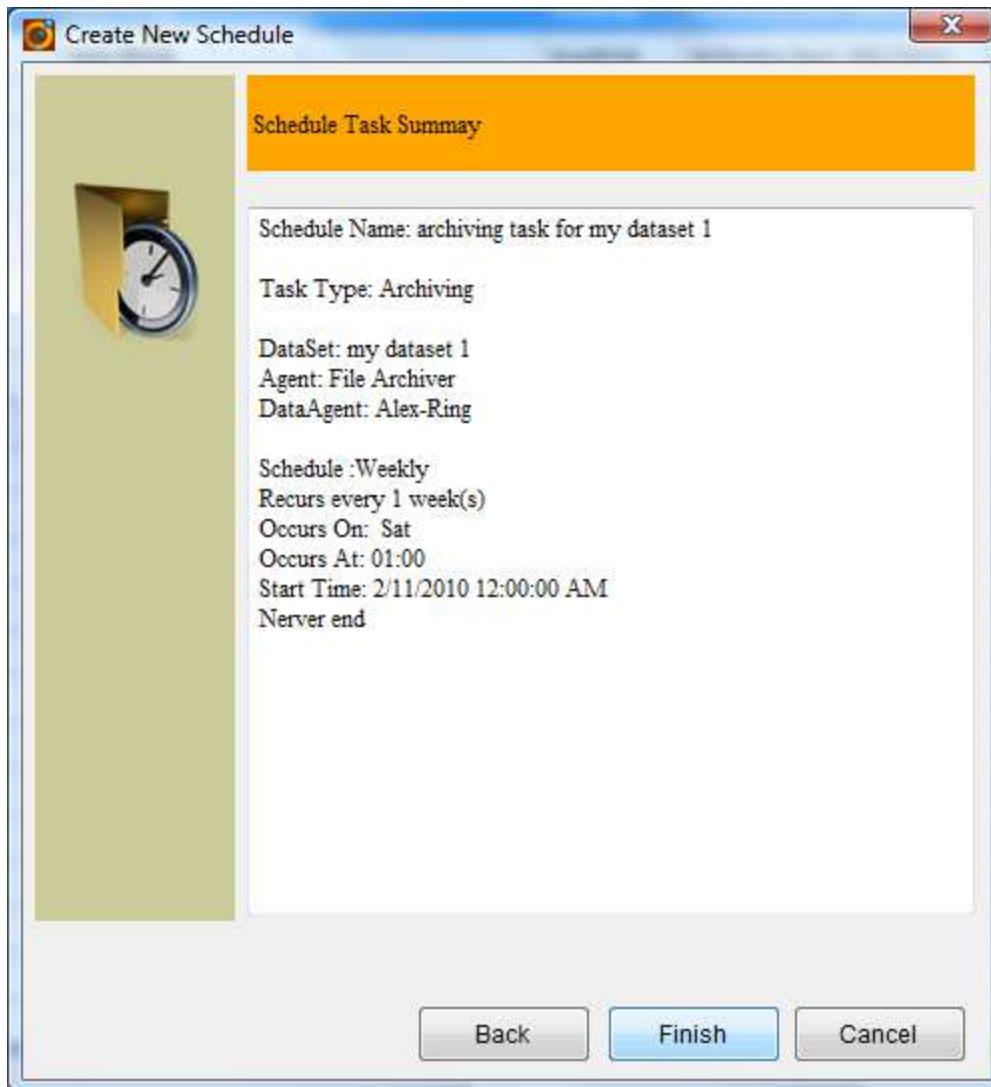 Create New Schedule
Schedule Task Summay
Schedule Name: archiving task for my dataset 1
Task Type: Archiving
DataSet: my dataset 1
Agent: File Archiver
DataAgent: Alex-Ring
Schedule :Weekly
Recurs every 1 week(s)
Occurs On:  Sat
Occurs At: 01:00
Start Time: 2/11/2010 12:00:00 AM
Nerver end
Back
Finish
Cancel